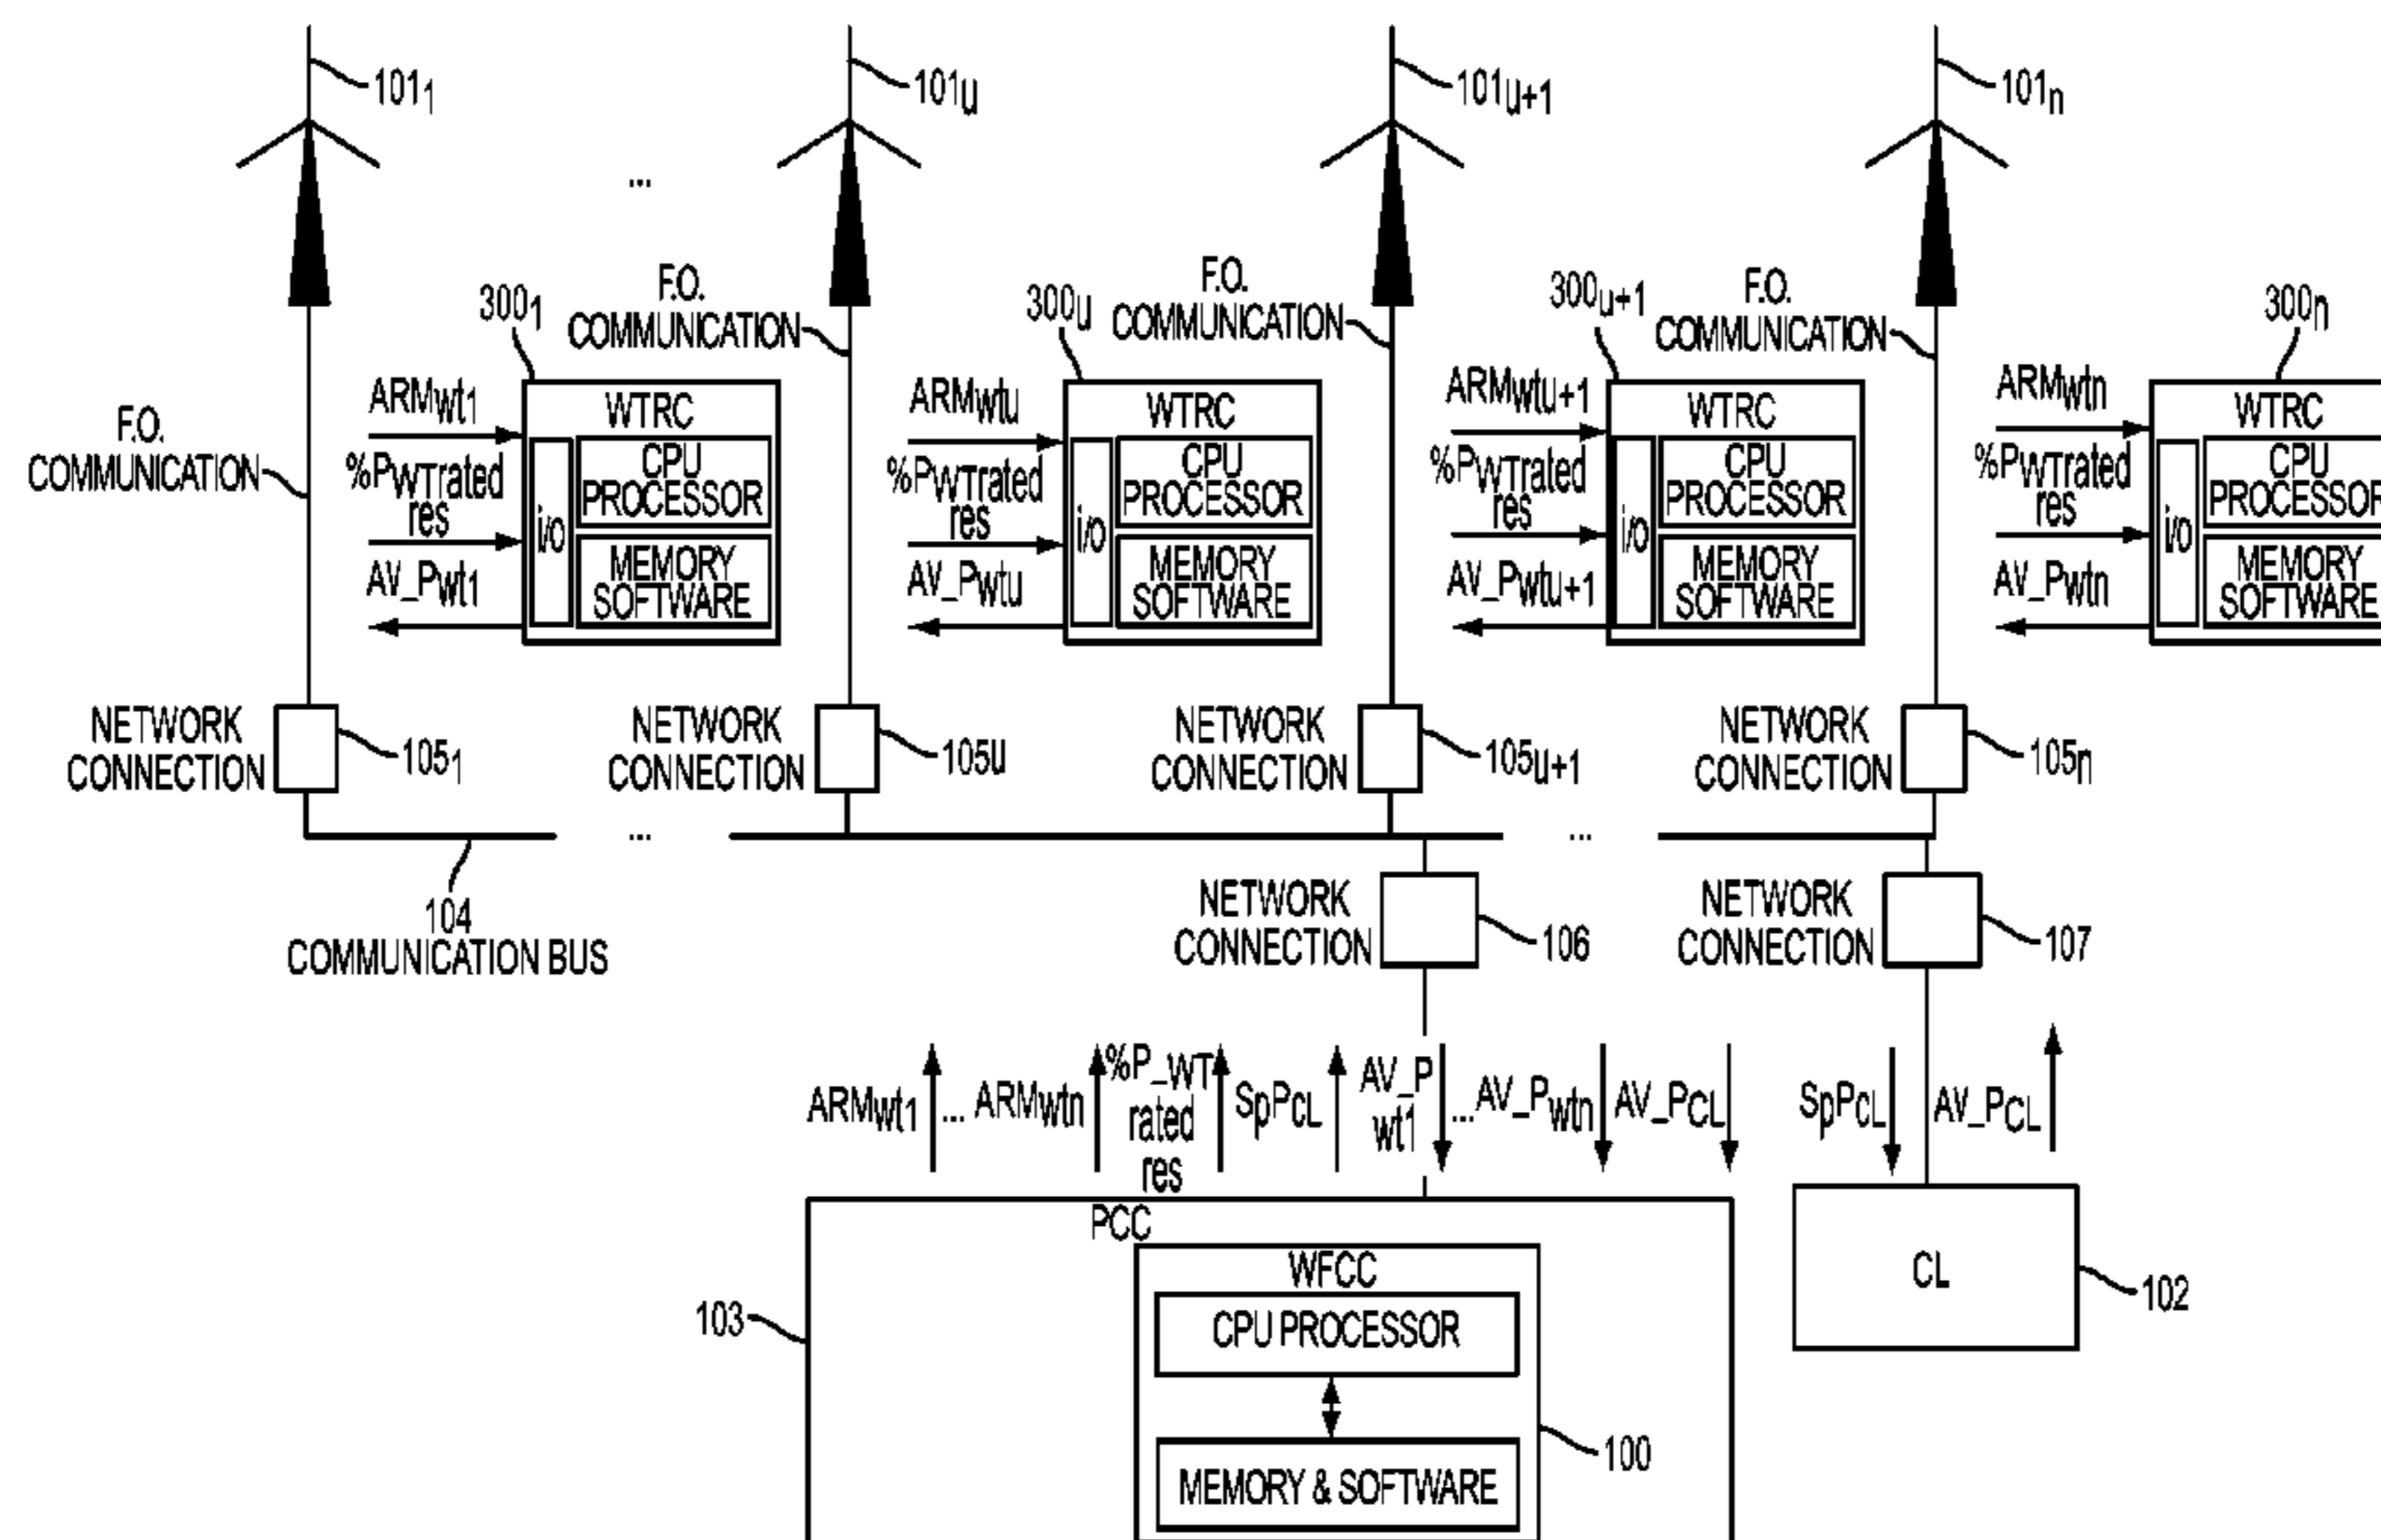 101₁
101u
101u+1
101n
...
F.O.
COMMUNICATION
300₁
F.O.
COMMUNICATION
300u
F.O.
COMMUNICATION
300u+1
F.O.
COMMUNICATION
300n
ARMwt1
%PWTrated
res
AV_Pwt1
WTRC
i/o
CPU
PROCESSOR
MEMORY
SOFTWARE
ARMwtu
%PWTrated
res
AV_Pwtu
WTRC
i/o
CPU
PROCESSOR
MEMORY
SOFTWARE
ARMwtu+1
%PWTrated
res
AV_Pwtu+1
WTRC
i/o
CPU
PROCESSOR
MEMORY
SOFTWARE
ARMwtn
%PWTrated
res
AV_Pwtn
WTRC
i/o
CPU
PROCESSOR
MEMORY
SOFTWARE
NETWORK
CONNECTION
105₁
NETWORK
CONNECTION
105u
NETWORK
CONNECTION
105u+1
NETWORK
CONNECTION
105n
...
...
104
COMMUNICATION BUS
NETWORK
CONNECTION
106
NETWORK
CONNECTION
107
ARMwt1
...
ARMwtn
%P_WT
rated
res
SpPCL
AV_P
wt1
...
AV_Pwtn
AV_PCL
SpPCL
AV_PCL
PCC
103
WFCC
CPU PROCESSOR
MEMORY & SOFTWARE
100
CL
102